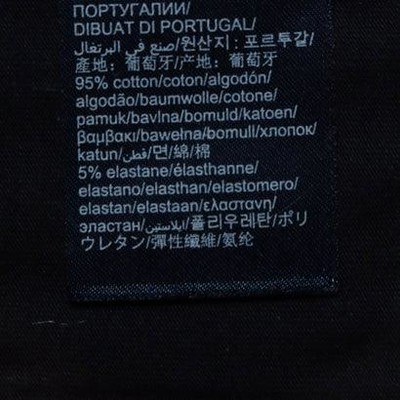 ПОРТУГАЛИИ/
DIBUAT DI PORTUGAL/
صنع في البرتغال/원산지 : 포르투갈/
產地：葡萄牙/产地：葡萄牙
95% cotton/coton/algodón/
algodão/baumwolle/cotone/
pamuk/bavlna/bomuld/katoen/
βαμβακι/bawełna/bomull/хлопок/
katun/قطن/면/綿/棉
5% elastane/élasthanne/
elastano/elasthan/elastomero/
elastan/elastaan/ελαστανη/
эластан/ايلاستين/폴리우레탄/ポリ
ウレタン/彈性纖維/氨纶